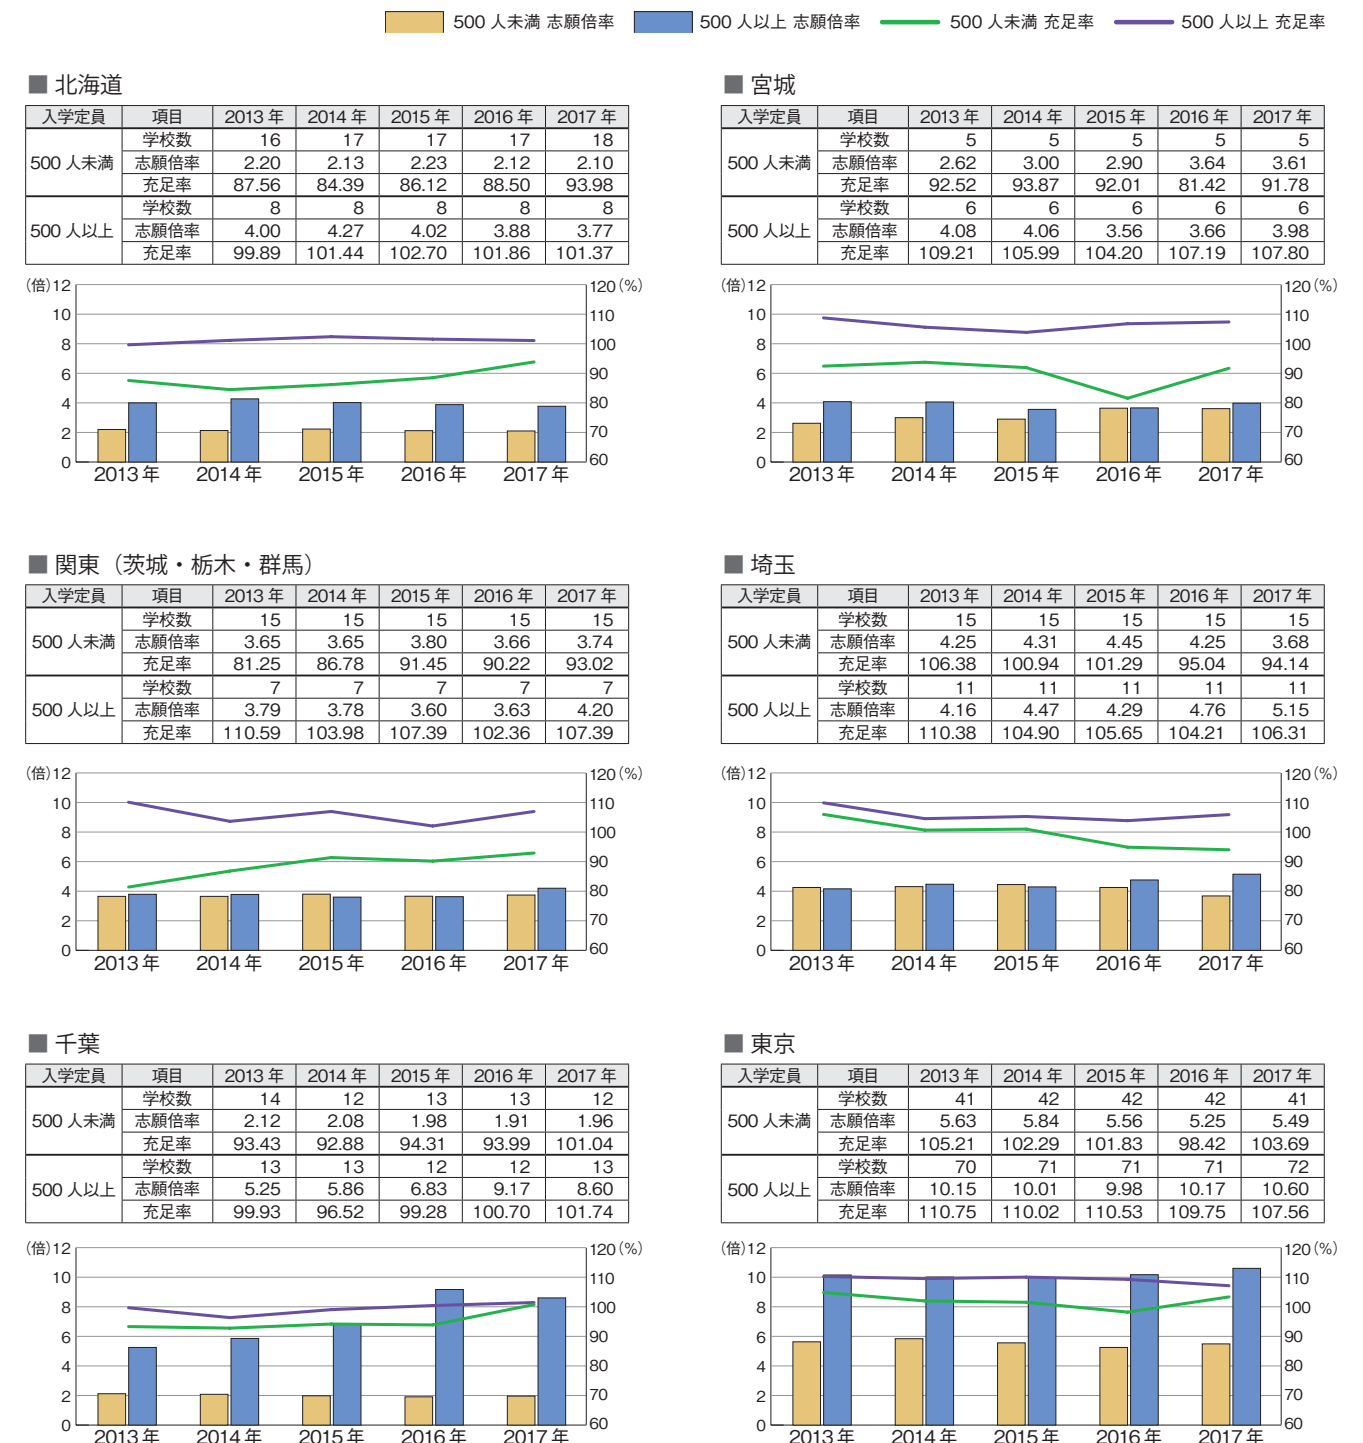 500 人未満 志願倍率 500 人以上 志願倍率 500 人未満 充足率 500 人以上 充足率
■ 北海道
入学定員 項目 2013 年 2014 年 2015 年 2016 年 2017 年
500 人未満 学校数 16 17 17 17 18
志願倍率 2.20 2.13 2.23 2.12 2.10
充足率 87.56 84.39 86.12 88.50 93.98
500 人以上 学校数 8 8 8 8 8
志願倍率 4.00 4.27 4.02 3.88 3.77
充足率 99.89 101.44 102.70 101.86 101.37
(倍) 12 120 (%)
10 110
8 100
6 90
4 80
2 70
0 60
2013 年 2014 年 2015 年 2016 年 2017 年
■ 宮城
入学定員 項目 2013 年 2014 年 2015 年 2016 年 2017 年
500 人未満 学校数 5 5 5 5 5
志願倍率 2.62 3.00 2.90 3.64 3.61
充足率 92.52 93.87 92.01 81.42 91.78
500 人以上 学校数 6 6 6 6 6
志願倍率 4.08 4.06 3.56 3.66 3.98
充足率 109.21 105.99 104.20 107.19 107.80
(倍) 12 120 (%)
10 110
8 100
6 90
4 80
2 70
0 60
2013 年 2014 年 2015 年 2016 年 2017 年
■ 関東（茨城・栃木・群馬）
入学定員 項目 2013 年 2014 年 2015 年 2016 年 2017 年
500 人未満 学校数 15 15 15 15 15
志願倍率 3.65 3.65 3.80 3.66 3.74
充足率 81.25 86.78 91.45 90.22 93.02
500 人以上 学校数 7 7 7 7 7
志願倍率 3.79 3.78 3.60 3.63 4.20
充足率 110.59 103.98 107.39 102.36 107.39
(倍) 12 120 (%)
10 110
8 100
6 90
4 80
2 70
0 60
2013 年 2014 年 2015 年 2016 年 2017 年
■ 埼玉
入学定員 項目 2013 年 2014 年 2015 年 2016 年 2017 年
500 人未満 学校数 15 15 15 15 15
志願倍率 4.25 4.31 4.45 4.25 3.68
充足率 106.38 100.94 101.29 95.04 94.14
500 人以上 学校数 11 11 11 11 11
志願倍率 4.16 4.47 4.29 4.76 5.15
充足率 110.38 104.90 105.65 104.21 106.31
(倍) 12 120 (%)
10 110
8 100
6 90
4 80
2 70
0 60
2013 年 2014 年 2015 年 2016 年 2017 年
■ 千葉
入学定員 項目 2013 年 2014 年 2015 年 2016 年 2017 年
500 人未満 学校数 14 12 13 13 12
志願倍率 2.12 2.08 1.98 1.91 1.96
充足率 93.43 92.88 94.31 93.99 101.04
500 人以上 学校数 13 13 12 12 13
志願倍率 5.25 5.86 6.83 9.17 8.60
充足率 99.93 96.52 99.28 100.70 101.74
(倍) 12 120 (%)
10 110
8 100
6 90
4 80
2 70
0 60
2013 年 2014 年 2015 年 2016 年 2017 年
■ 東京
入学定員 項目 2013 年 2014 年 2015 年 2016 年 2017 年
500 人未満 学校数 41 42 42 42 41
志願倍率 5.63 5.84 5.56 5.25 5.49
充足率 105.21 102.29 101.83 98.42 103.69
500 人以上 学校数 70 71 71 71 72
志願倍率 10.15 10.01 9.98 10.17 10.60
充足率 110.75 110.02 110.53 109.75 107.56
(倍) 12 120 (%)
10 110
8 100
6 90
4 80
2 70
0 60
2013 年 2014 年 2015 年 2016 年 2017 年